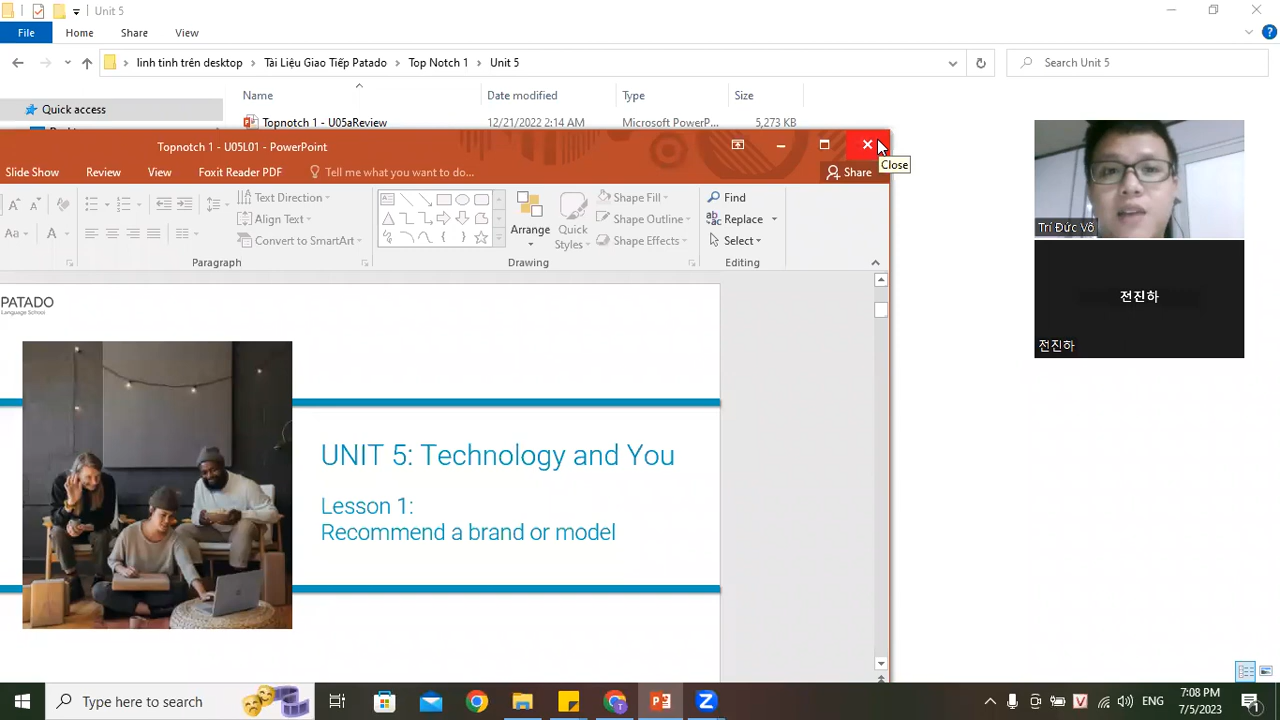 Unit 5
File
Home
Share
View
linh tinh trên desktop
Tài Liệu Giao Tiếp Patado
Top Notch 1
Unit 5
Search Unit 5
Quick access
Name
Date modified
Type
Size
Topnotch 1 - U05aReview
12/21/2022 2:14 AM
Microsoft PowerP...
5,273 KB
Topnotch 1 - U05L01 - PowerPoint
Close
Slide Show
Review
View
Foxit Reader PDF
Tell me what you want to do...
Share
Text Direction
Align Text
Convert to SmartArt
Aa
A
Paragraph
Arrange
Quick
Styles
Shape Fill
Shape Outline
Shape Effects
Drawing
Find
Replace
Select
Editing
PATADO
Language School
UNIT 5: Technology and You
Lesson 1:
Recommend a brand or model
Trí Đức Võ
전진하
전진하
Type here to search
V
ENG
7:08 PM
7/5/2023
1